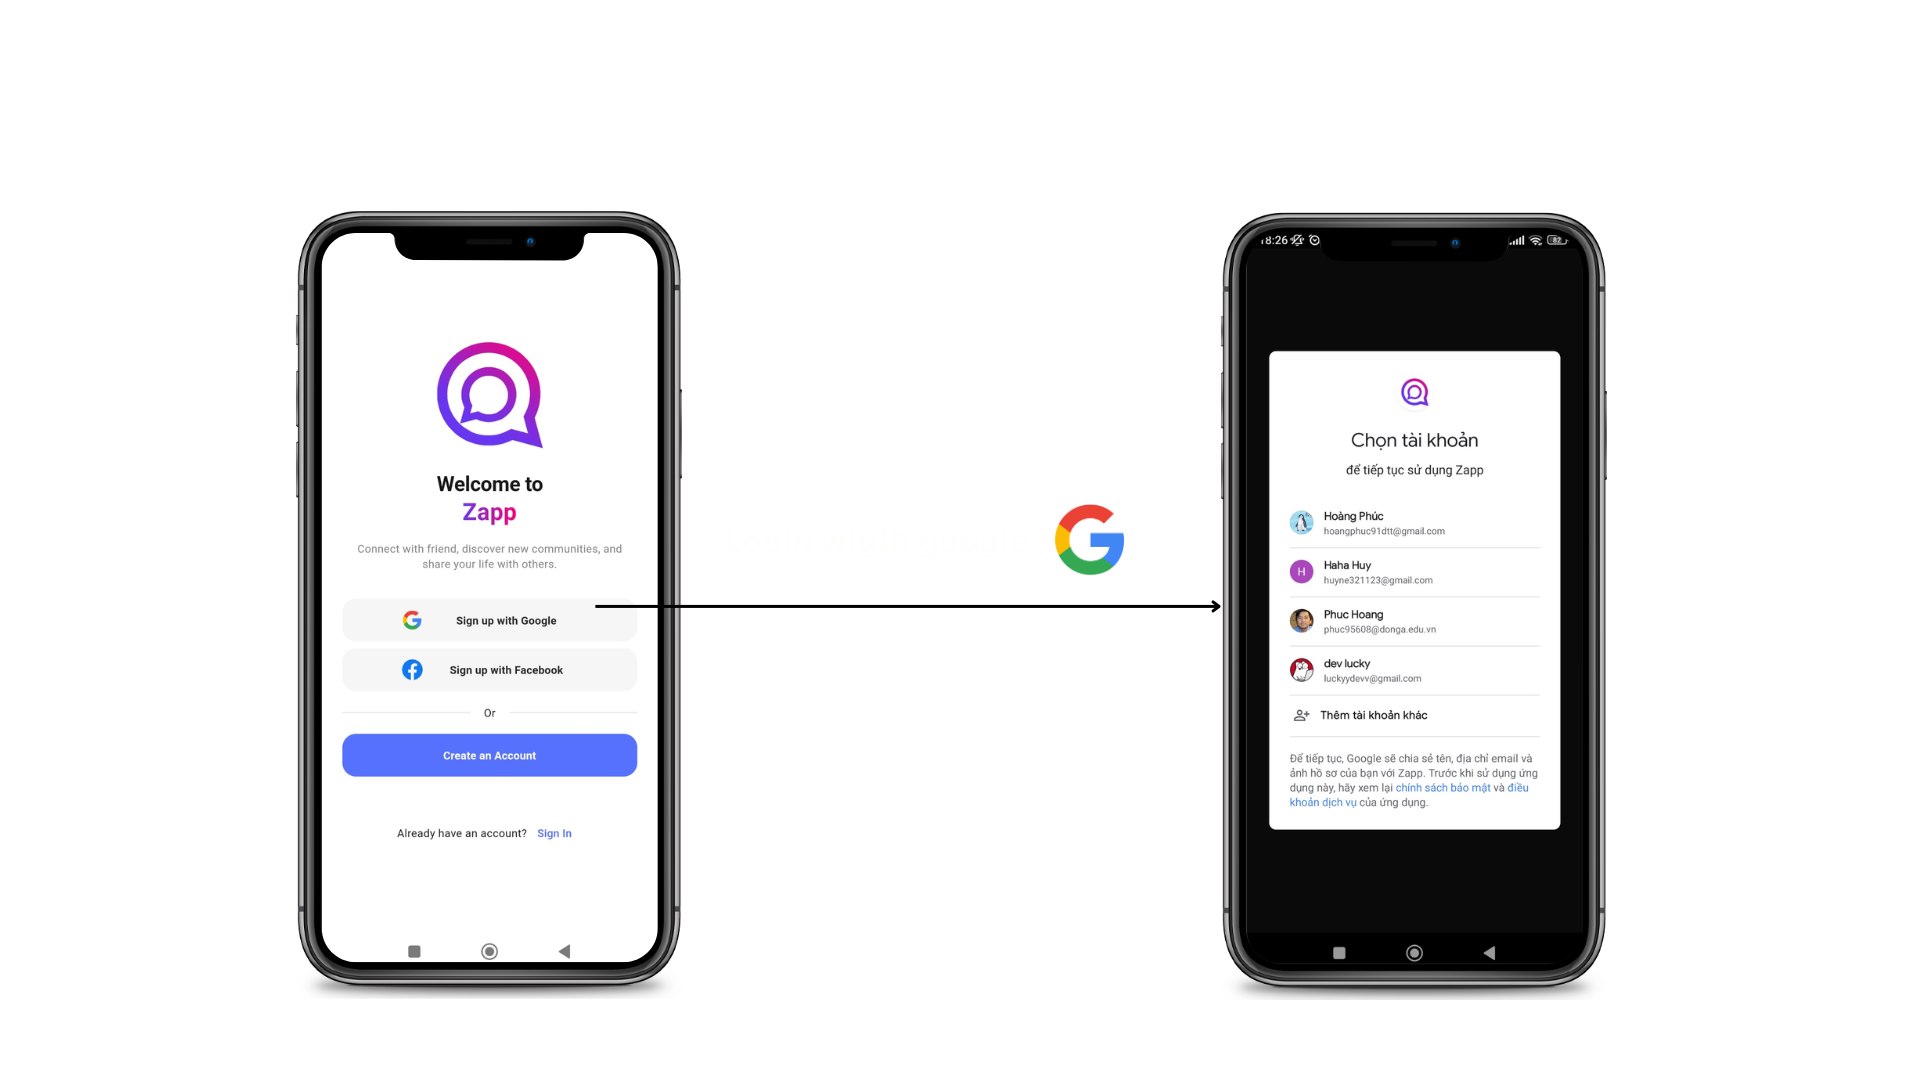 Welcome to
Zapp
Connect with friend, discover new communities, and
share your life with others.
Sign up with Google
Sign up with Facebook
Or
Create an Account
Already have an account? Sign In
18:26
82
Chọn tài khoản
để tiếp tục sử dụng Zapp
Hoàng Phúc
hoangphuc91dtt@gmail.com
H
Haha Huy
huyne321123@gmail.com
Phuc Hoang
phuc95608@donga.edu.vn
dev lucky
luckyydevv@gmail.com
Thêm tài khoản khác
Để tiếp tục, Google sẽ chia sẻ tên, địa chỉ email và
ảnh hồ sơ của bạn với Zapp. Trước khi sử dụng ứng
dụng này, hãy xem lại chính sách bảo mật và điều
khoản dịch vụ của ứng dụng.